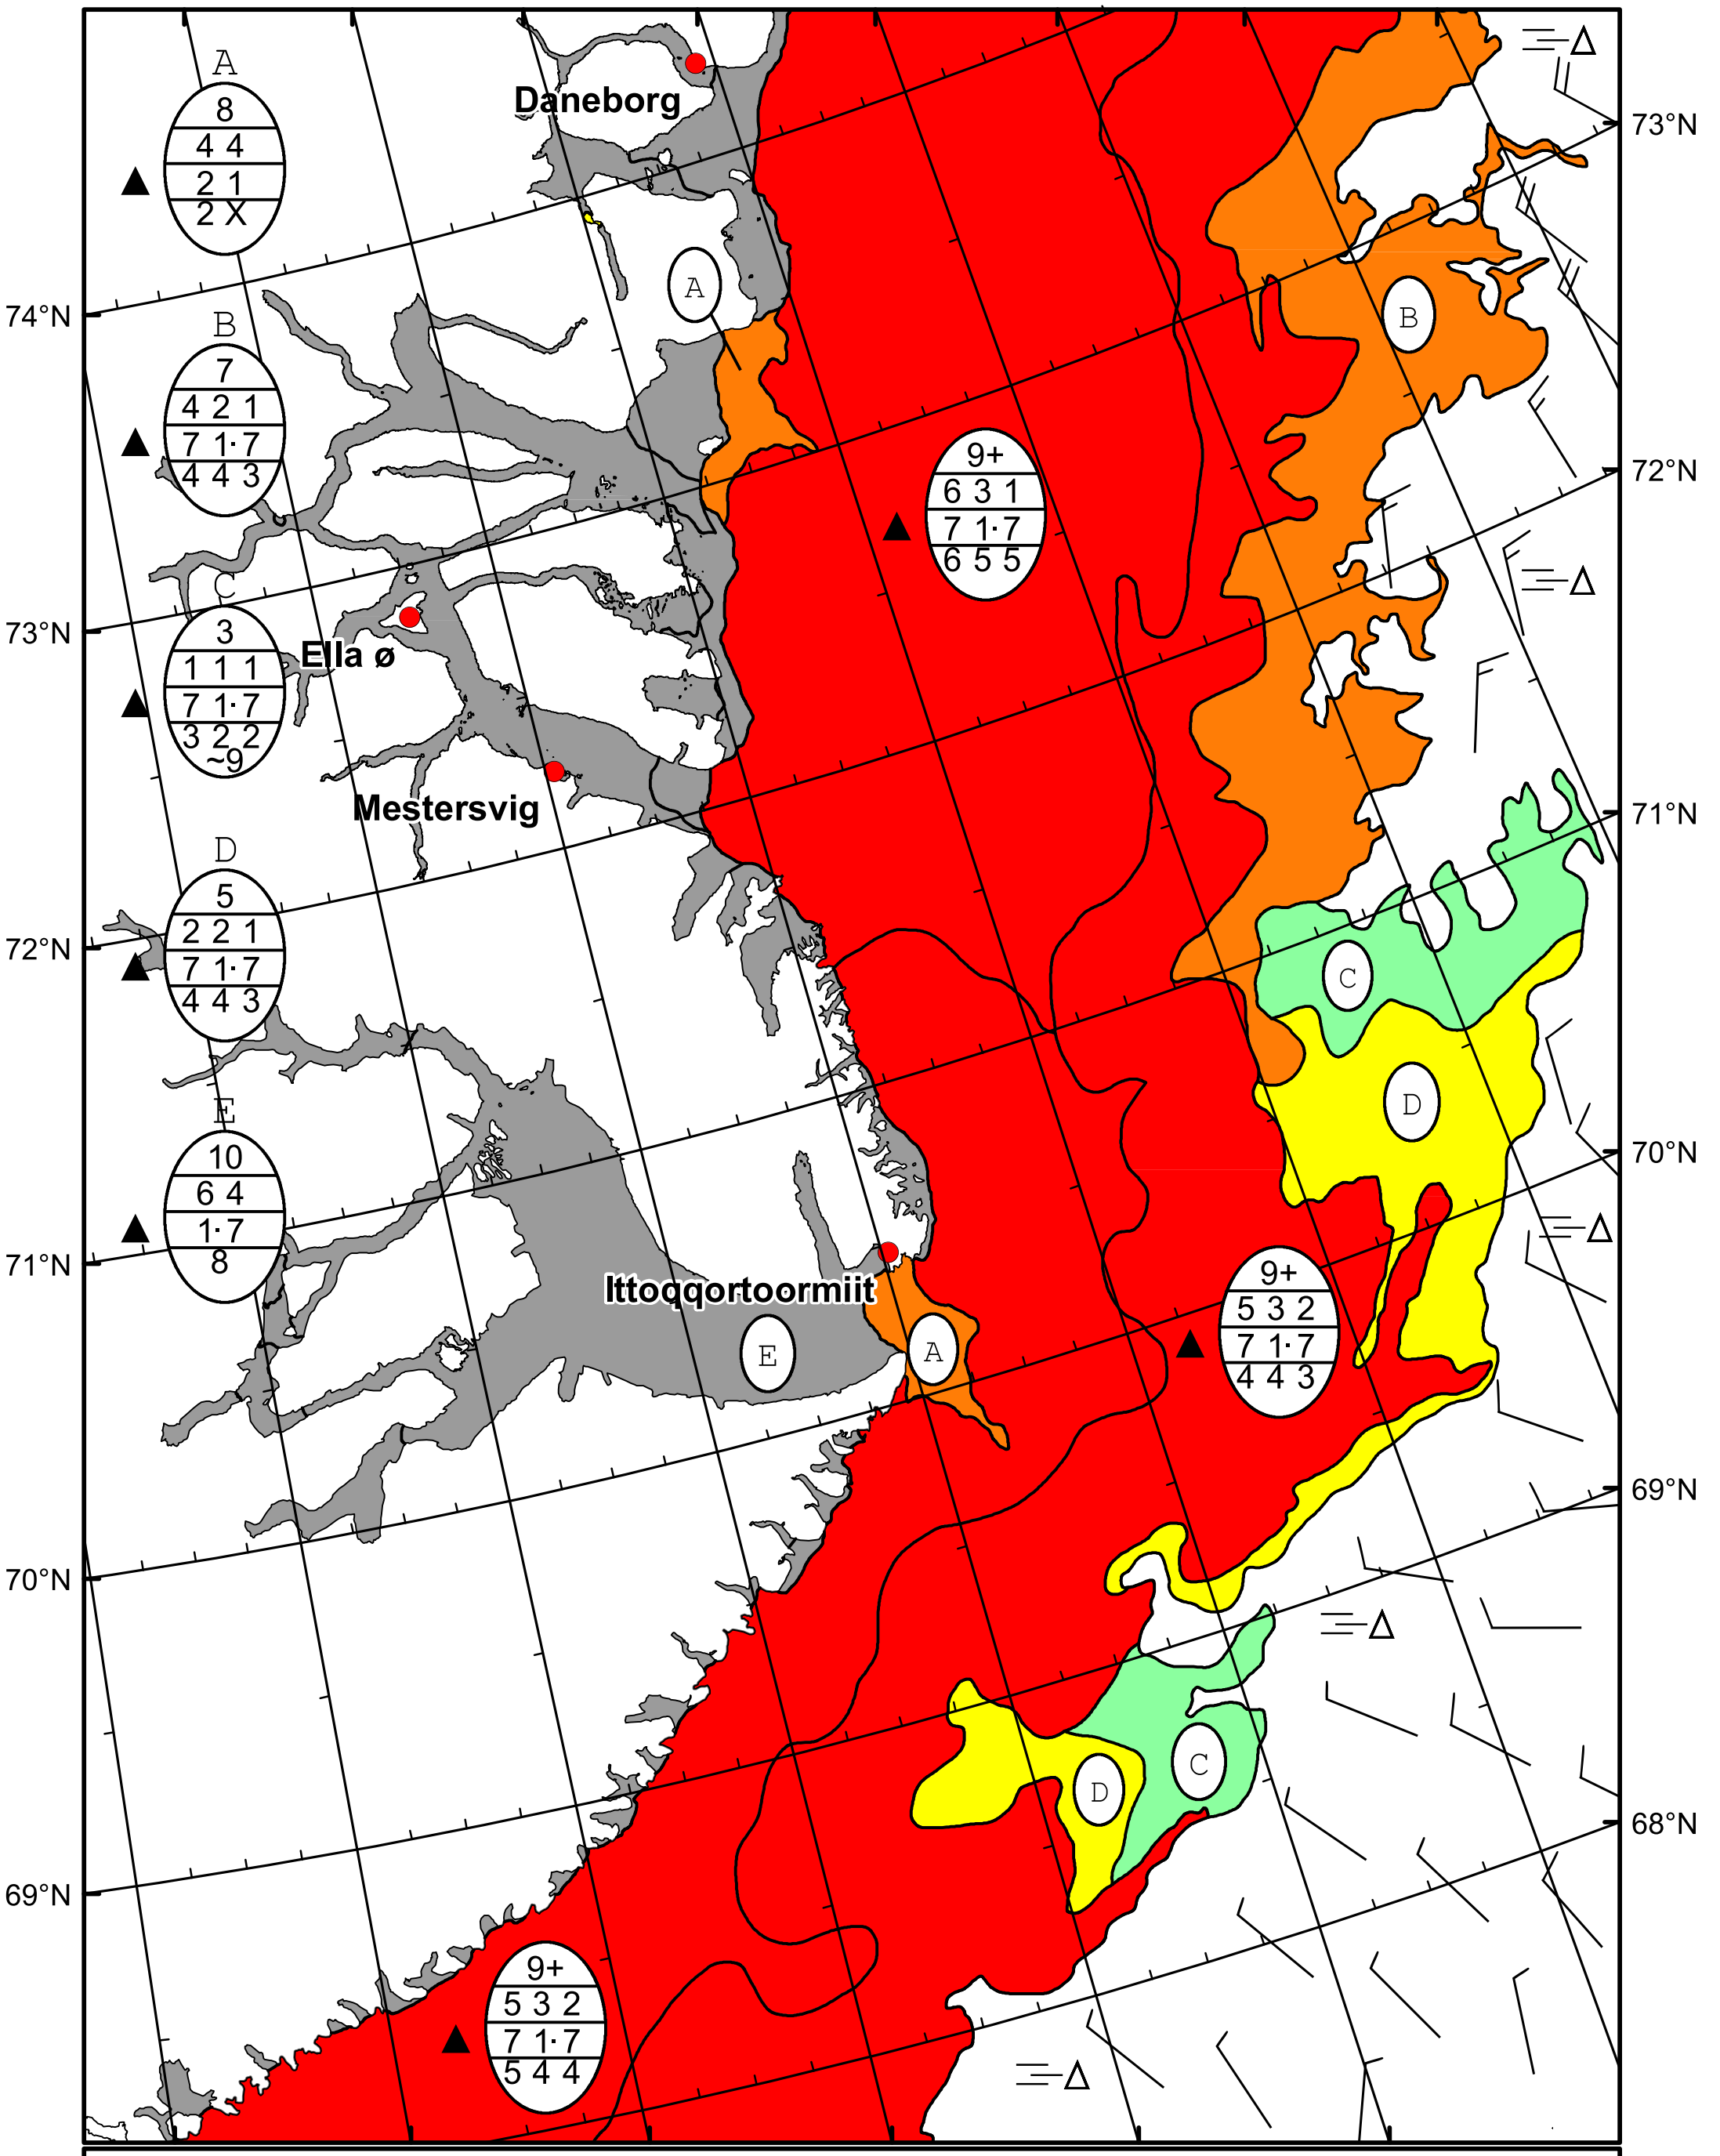 A
8
4 4
2 1
2 X
Daneborg
73°N
74°N
A
B
B
7
4 2 1
7 1· 7
4 4 3
9+
6 3 1
7 1· 7
6 5 5
72°N
C
3
1 1 1
7 1· 7
3 2 2
~9
73°N
Ella ø
Mestersvig
71°N
D
5
2 2 1
7 1· 7
4 4 3
72°N
C
D
E
10
6 4
1· 7
8
70°N
71°N
Ittoqqortoormiit
E
A
9+
5 3 2
7 1· 7
4 4 3
69°N
70°N
D
C
68°N
69°N
9+
5 3 2
7 1· 7
5 4 4